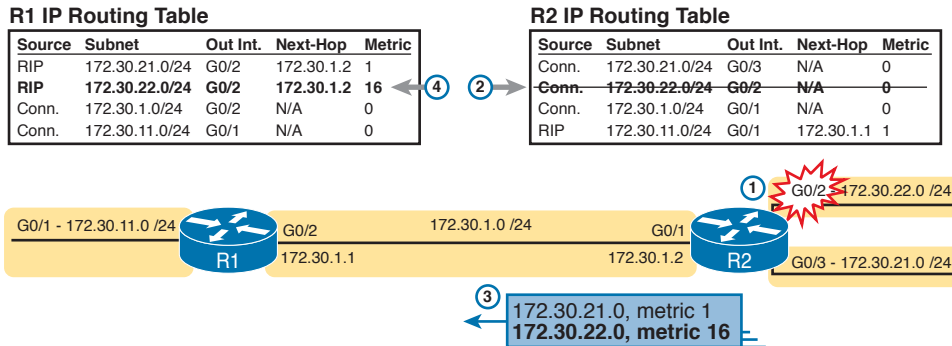 R1 IP Routing Table
Source Subnet Out Int. Next-Hop Metric
RIP 172.30.21.0/24 G0/2 172.30.1.2 1
RIP 172.30.22.0/24 G0/2 172.30.1.2 16
Conn. 172.30.1.0/24 G0/2 N/A 0
Conn. 172.30.11.0/24 G0/1 N/A 0
4
R2 IP Routing Table
Source Subnet Out Int. Next-Hop Metric
Conn. 172.30.21.0/24 G0/3 N/A 0
Conn. 172.30.22.0/24 G0/2 N/A 0
Conn. 172.30.1.0/24 G0/1 N/A 0
RIP 172.30.11.0/24 G0/1 172.30.1.1 1
2
1
G0/2 - 172.30.22.0 /24
G0/1 - 172.30.11.0 /24
R1
G0/2
172.30.1.0 /24
G0/1
172.30.1.1
172.30.1.2
R2
G0/3 - 172.30.21.0 /24
3
172.30.21.0, metric 1
172.30.22.0, metric 16